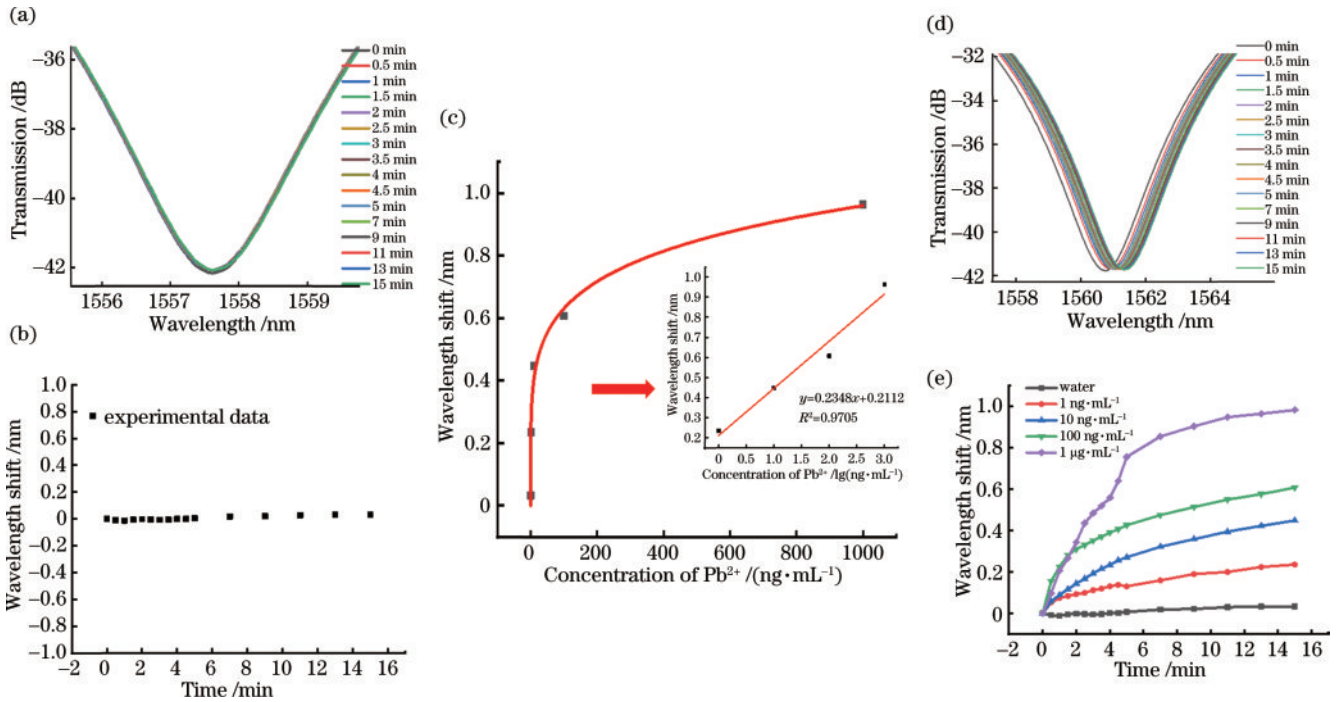 (a)
−36
−38
−40
−42
Transmission /dB
1556 1557 1558 1559
Wavelength /nm
0 min
0.5 min
1 min
1.5 min
2 min
2.5 min
3 min
3.5 min
4 min
4.5 min
5 min
7 min
9 min
11 min
13 min
15 min
(b)
1.0
0.8
0.6
0.4
0.2
0
−0.2
−0.4
−0.6
−0.8
−1.0
Wavelength shift /nm
experimental data
−2 0 2 4 6 8 10 12 14 16
Time /min
(c)
1.0
0.8
0.6
0.4
0.2
0
Wavelength shift /nm
0 200 400 600 800 1000
Concentration of Pb²⁺ /(ng·mL⁻¹)
1.0
0.9
0.8
0.7
0.6
0.5
0.4
0.3
0.2
Wavelength shift /nm
y=0.2348x+0.2112
R²=0.9705
0 0.5 1.0 1.5 2.0 2.5 3.0
Concentration of Pb²⁺ /lg(ng·mL⁻¹)
(d)
−32
−34
−36
−38
−40
−42
Transmission /dB
1558 1560 1562 1564
Wavelength /nm
0 min
0.5 min
1 min
1.5 min
2 min
2.5 min
3 min
3.5 min
4 min
4.5 min
5 min
7 min
9 min
11 min
13 min
15 min
(e)
1.0
0.8
0.6
0.4
0.2
0
Wavelength shift /nm
water
1 ng·mL⁻¹
10 ng·mL⁻¹
100 ng·mL⁻¹
1 μg·mL⁻¹
−2 0 2 4 6 8 10 12 14 16
Time /min